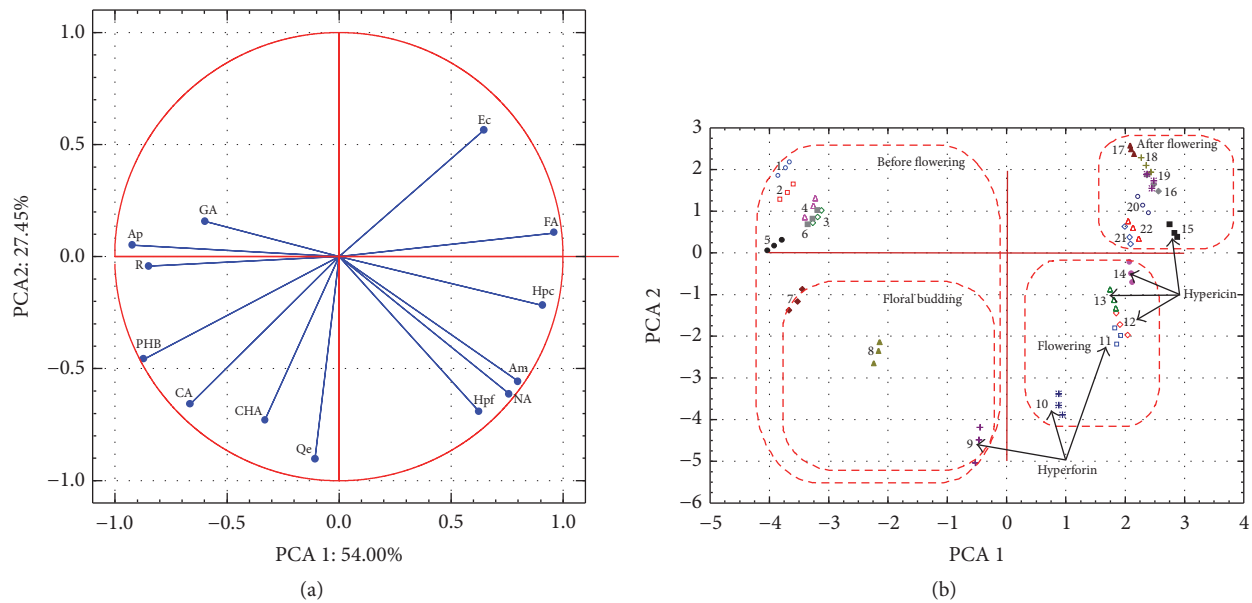 1.0
0.5
0.0
−0.5
−1.0
PCA2: 27.45%
Ec
GA
FA
Ap
R
Hpc
PHB
Am
CA
NA
Hpf
CHA
Qe
−1.0 −0.5 0.0 0.5 1.0
PCA 1: 54.00%
(a)
3
2
1
0
−1
−2
−3
−4
−5
−6
PCA 2
Before flowering
After flowering
Floral budding
Flowering
Hypericin
Hyperforin
1
2
4
3
6
5
7
8
9
10
11
12
13
14
15
17
18
19
16
20
22
21
−5 −4 −3 −2 −1 0 1 2 3 4
PCA 1
(b)